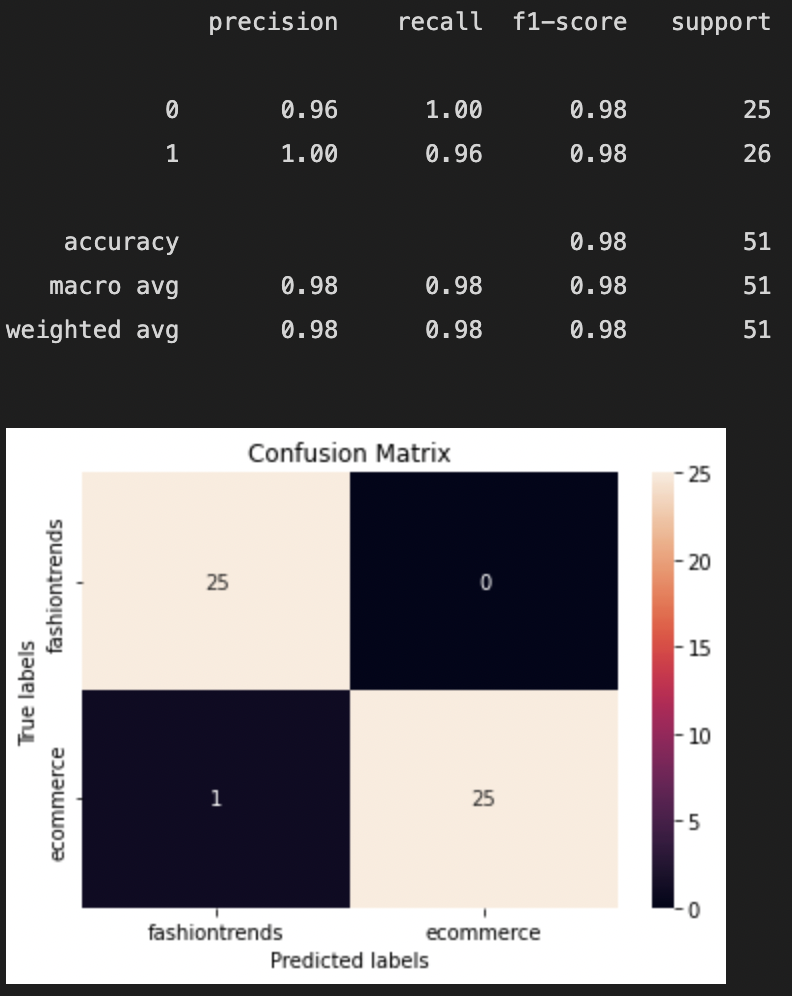 precision recall f1-score support
0 0.96 1.00 0.98 25
1 1.00 0.96 0.98 26
accuracy 0.98 51
macro avg 0.98 0.98 0.98 51
weighted avg 0.98 0.98 0.98 51
Confusion Matrix
True labels
fashiontrends
ecommerce
25 0
1 25
fashiontrends ecommerce
Predicted labels
25
20
15
10
5
0